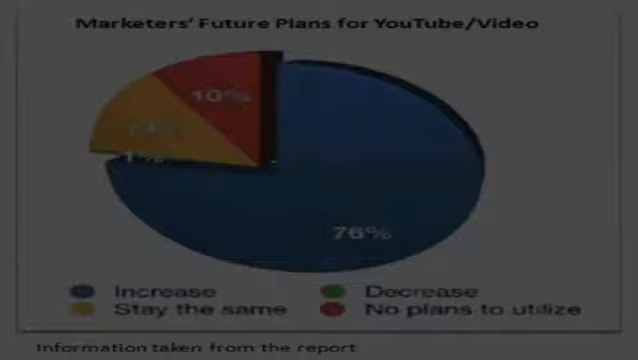 Marketers' Future Plans for YouTube/Video
10%
1%
76%
Increase
Decrease
Stay the same
No plans to utilize
Information taken from the report